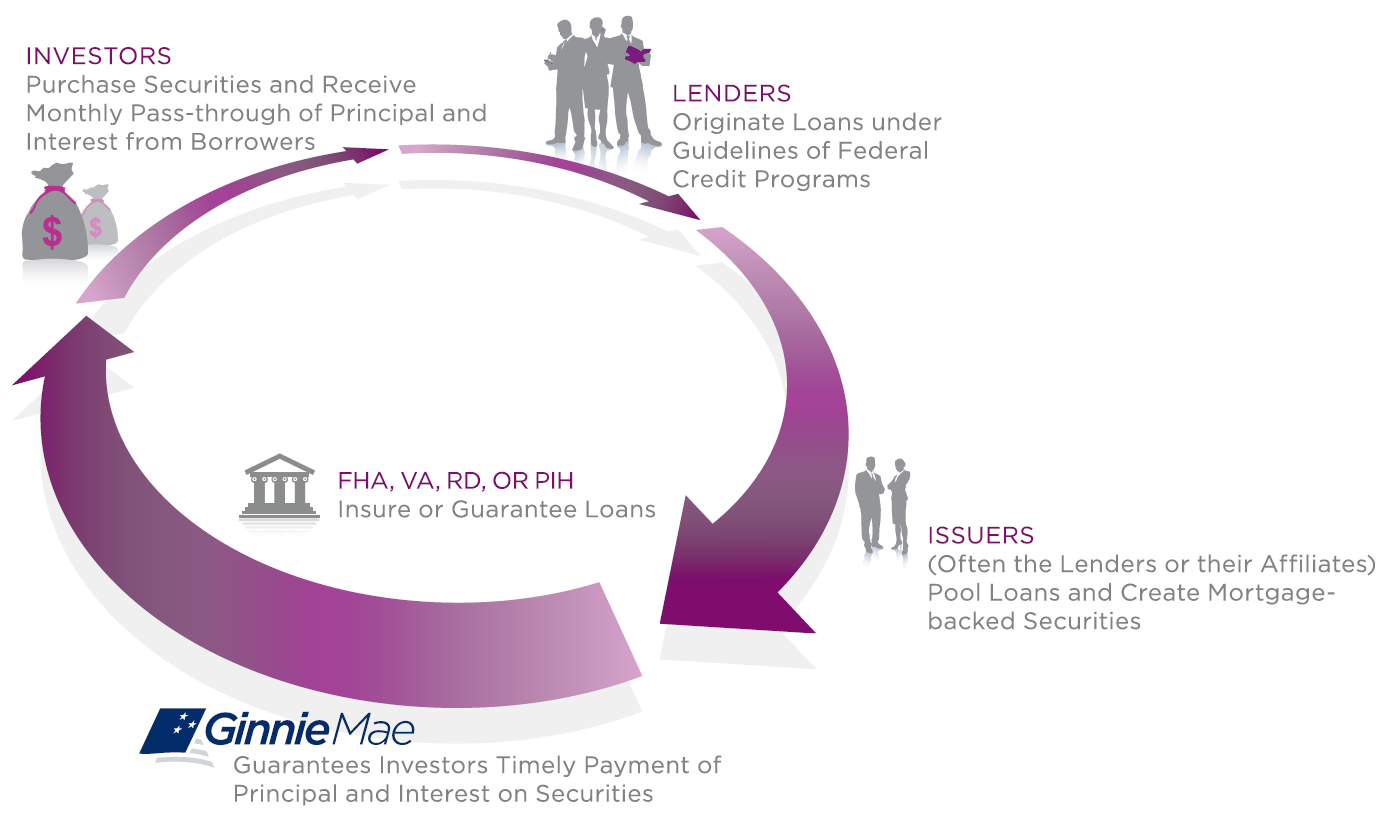 INVESTORS
Purchase Securities and Receive
Monthly Pass-through of Principal and
Interest from Borrowers
$
$
LENDERS
Originate Loans under
Guidelines of Federal
Credit Programs
FHA, VA, RD, OR PIH
Insure or Guarantee Loans
ISSUERS
(Often the Lenders or their Affiliates)
Pool Loans and Create Mortgage-
backed Securities
GinnieMae
Guarantees Investors Timely Payment of
Principal and Interest on Securities